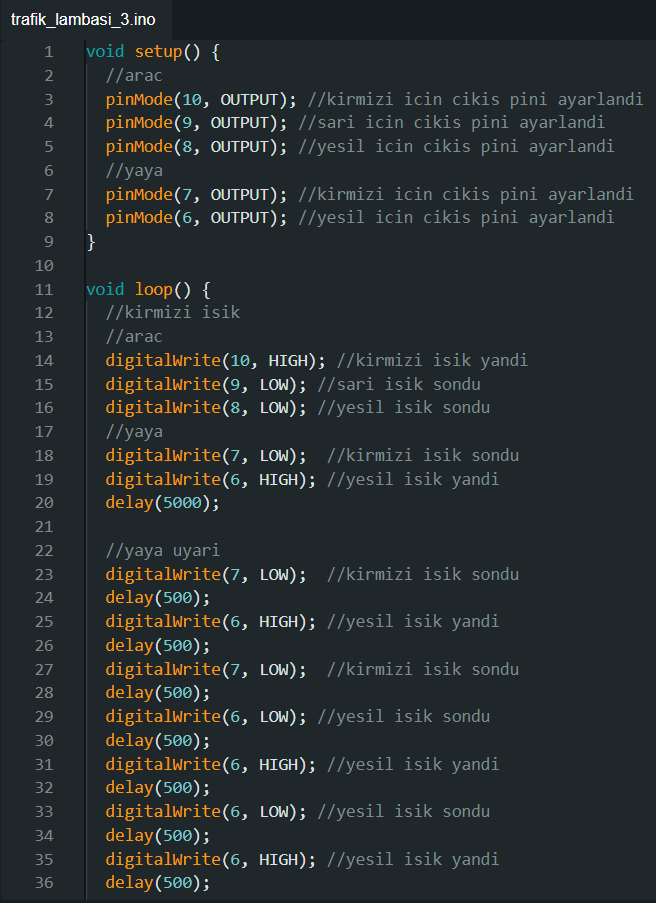 trafik_lambasi_3.ino
1 void setup() {
2 //arac
3 pinMode(10, OUTPUT); //kirmizi icin cikis pini ayarlandi
4 pinMode(9, OUTPUT); //sari icin cikis pini ayarlandi
5 pinMode(8, OUTPUT); //yesil icin cikis pini ayarlandi
6 //yaya
7 pinMode(7, OUTPUT); //kirmizi icin cikis pini ayarlandi
8 pinMode(6, OUTPUT); //yesil icin cikis pini ayarlandi
9 }
10
11 void loop() {
12 //kirmizi isik
13 //arac
14 digitalWrite(10, HIGH); //kirmizi isik yandi
15 digitalWrite(9, LOW); //sari isik sondu
16 digitalWrite(8, LOW); //yesil isik sondu
17 //yaya
18 digitalWrite(7, LOW);  //kirmizi isik sondu
19 digitalWrite(6, HIGH); //yesil isik yandi
20 delay(5000);
21
22 //yaya uyari
23 digitalWrite(7, LOW);  //kirmizi isik sondu
24 delay(500);
25 digitalWrite(6, HIGH); //yesil isik yandi
26 delay(500);
27 digitalWrite(7, LOW);  //kirmizi isik sondu
28 delay(500);
29 digitalWrite(6, LOW); //yesil isik sondu
30 delay(500);
31 digitalWrite(6, HIGH); //yesil isik yandi
32 delay(500);
33 digitalWrite(6, LOW); //yesil isik sondu
34 delay(500);
35 digitalWrite(6, HIGH); //yesil isik yandi
36 delay(500);